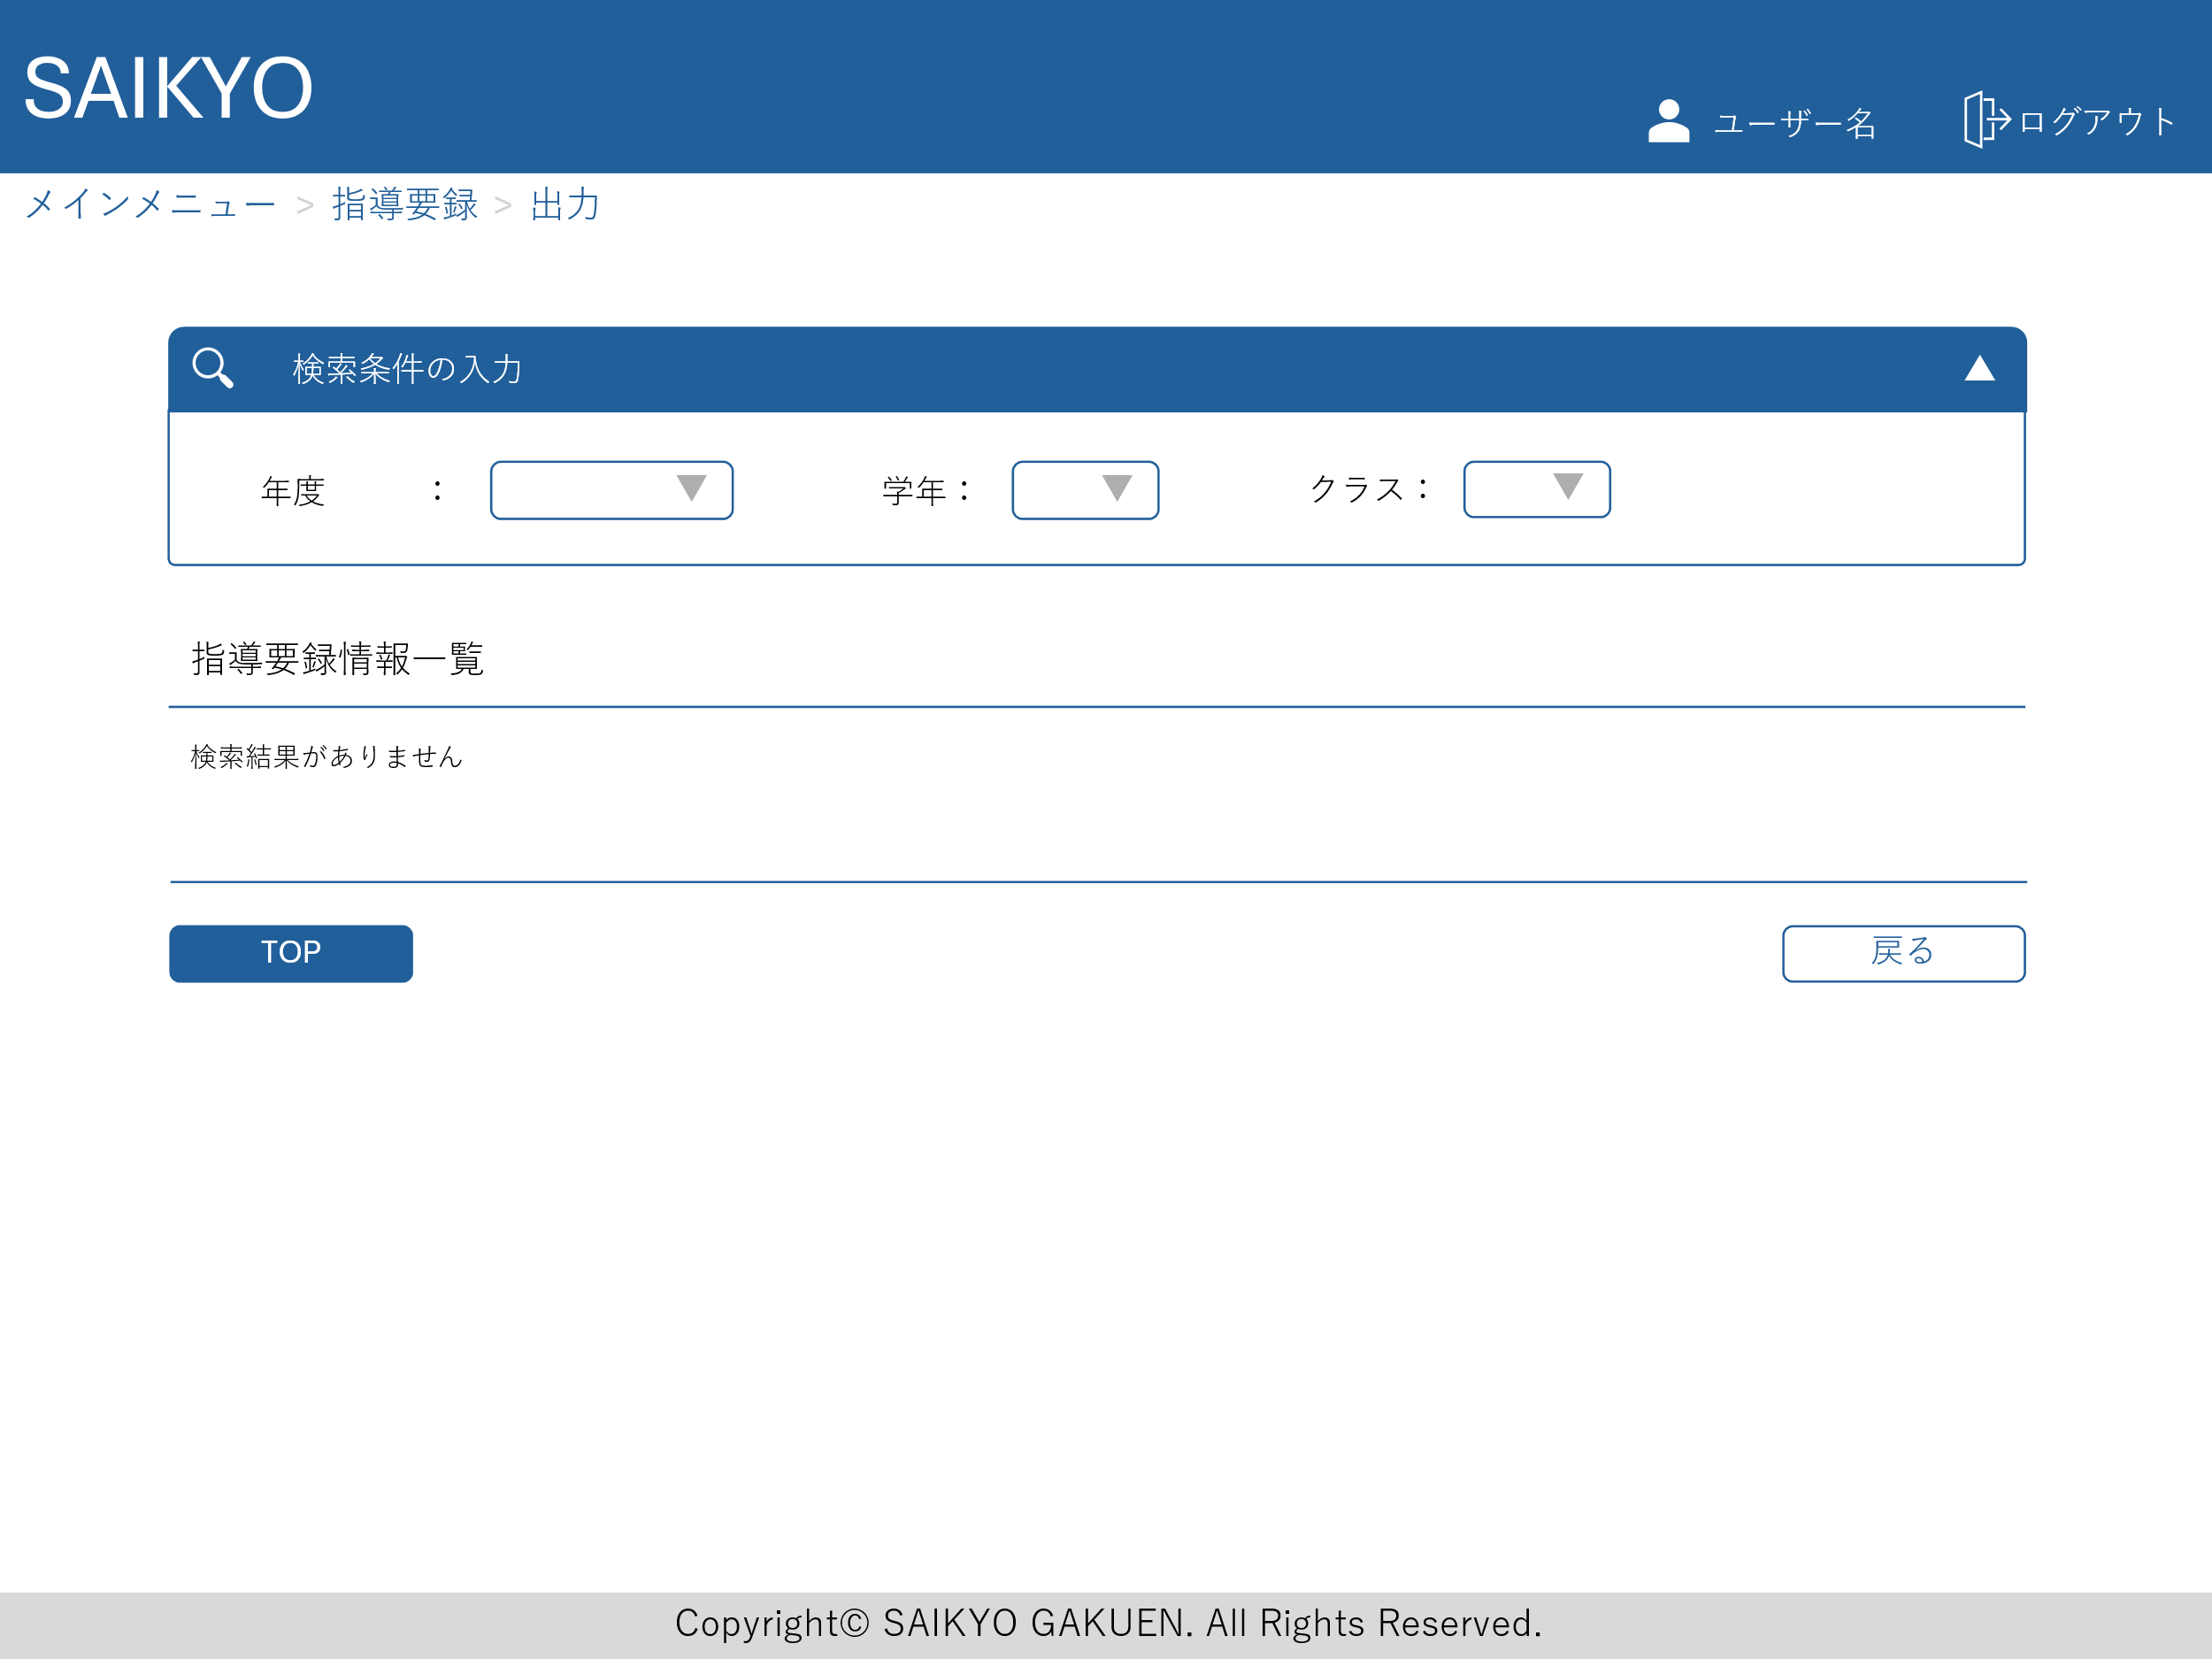 SAIKYO
ユーザー名 ログアウト
メインメニュー > 指導要録 > 出力
検索条件の入力 ▲
年度 : ▼ 学年: ▼ クラス: ▼
指導要録情報一覧
検索結果がありません
TOP 戻る
Copyright© SAIKYO GAKUEN. All Rights Reserved.